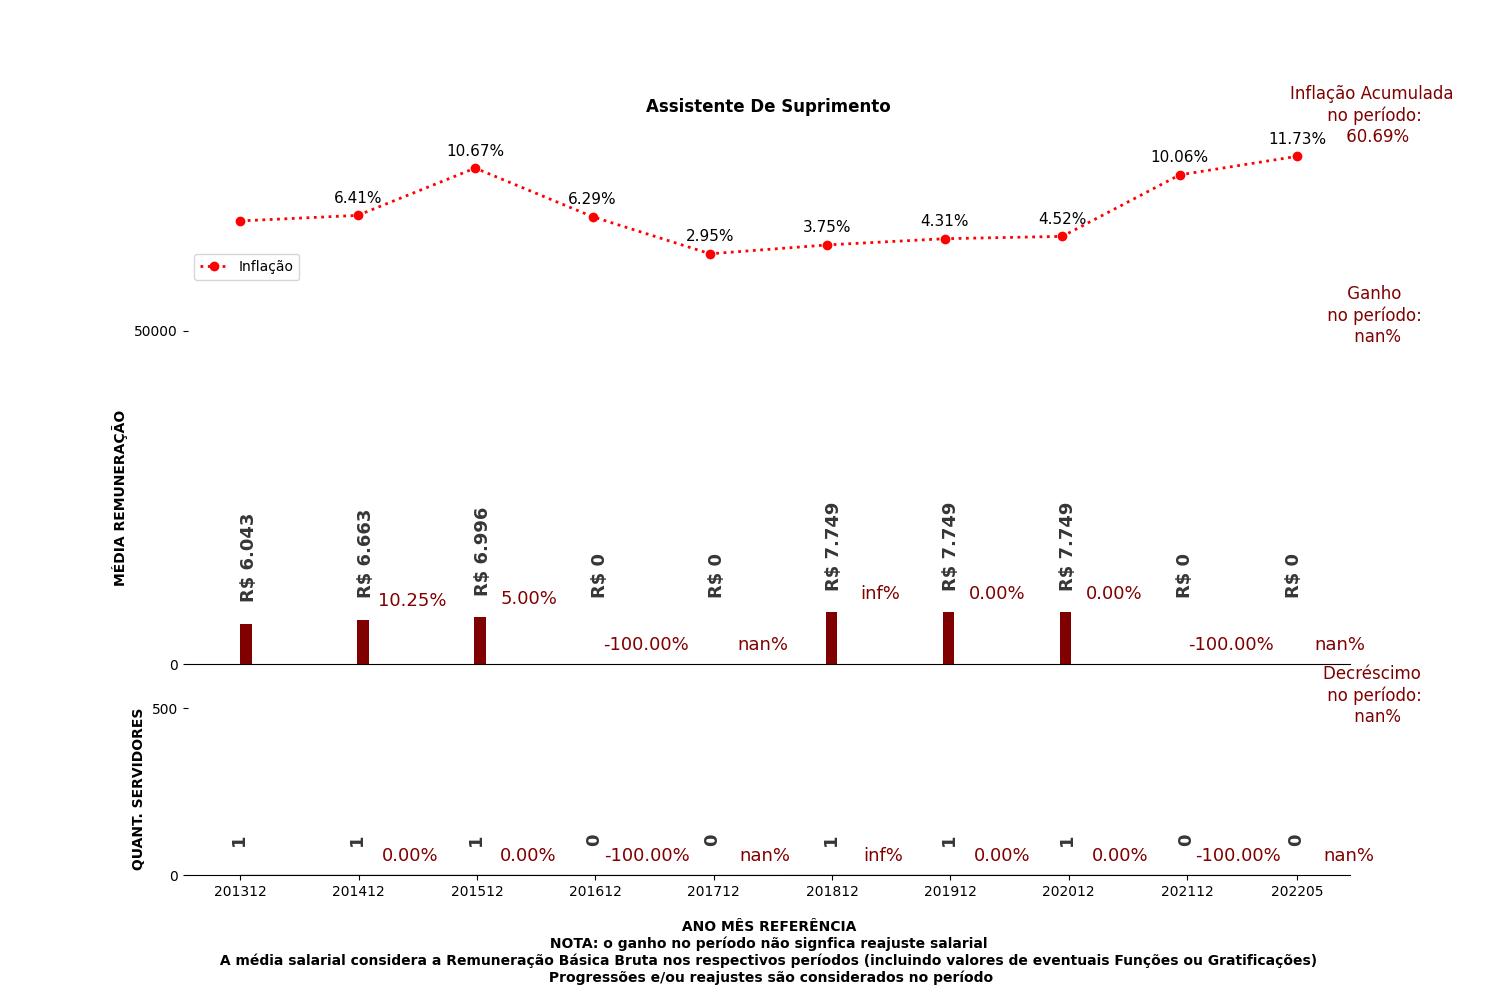 Assistente De Suprimento
Inflação Acumulada
no período:
60.69%
6.41%
10.67%
6.29%
2.95%
3.75%
4.31%
4.52%
10.06%
11.73%
Inflação
Ganho
no período:
nan%
50000
MÉDIA REMUNERAÇÃO
R$ 6.043
R$ 6.663
R$ 6.996
R$ 0
R$ 0
R$ 7.749
R$ 7.749
R$ 7.749
R$ 0
R$ 0
10.25%
5.00%
-100.00%
nan%
inf%
0.00%
0.00%
-100.00%
nan%
0
Decréscimo
no período:
nan%
500
QUANT. SERVIDORES
1
1
1
0
0
1
1
1
0
0
0.00%
0.00%
-100.00%
nan%
inf%
0.00%
0.00%
-100.00%
nan%
0
201312
201412
201512
201612
201712
201812
201912
202012
202112
202205
ANO MÊS REFERÊNCIA
NOTA: o ganho no período não signfica reajuste salarial
A média salarial considera a Remuneração Básica Bruta nos respectivos períodos (incluindo valores de eventuais Funções ou Gratificações)
Progressões e/ou reajustes são considerados no período